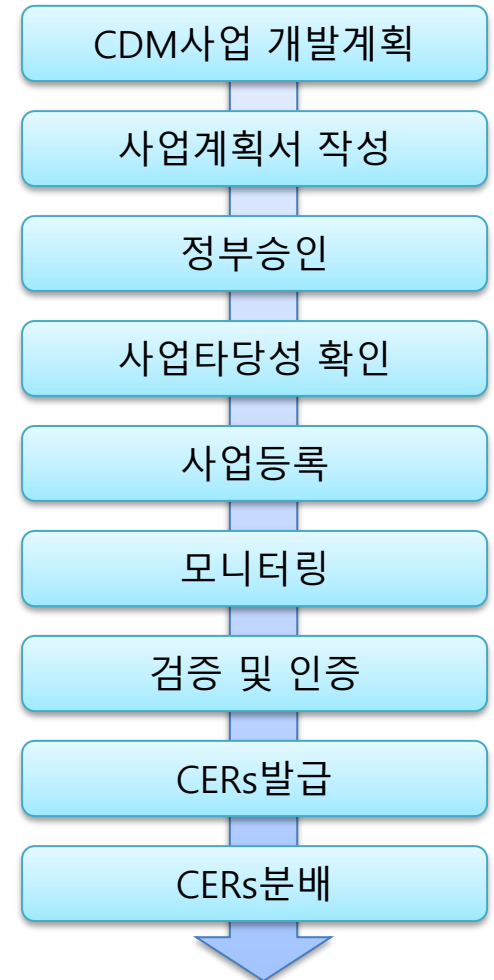 CDM사업 개발계획
사업계획서 작성
정부승인
사업타당성 확인
사업등록
모니터링
검증 및 인증
CERs발급
CERs분배